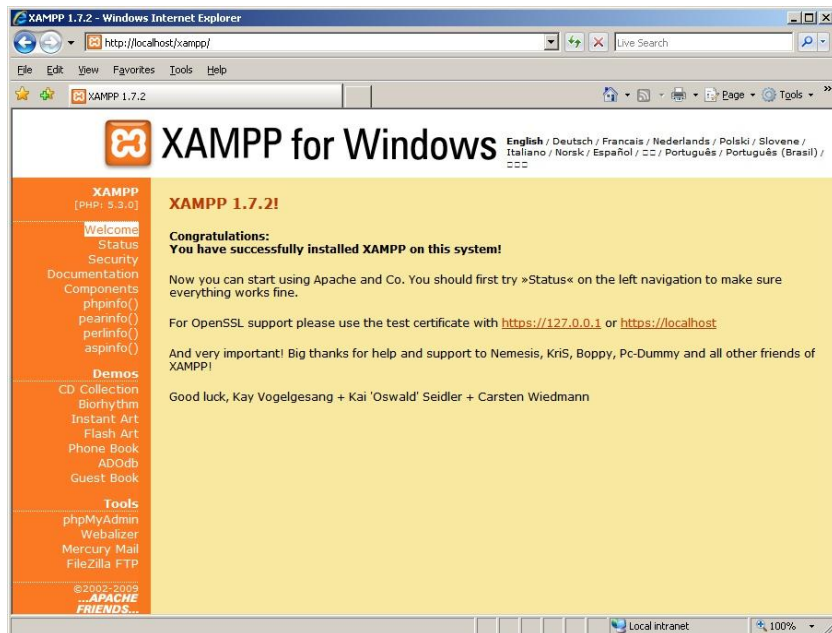 XAMPP 1.7.2 - Windows Internet Explorer
http://localhost/xampp/
Live Search
File Edit View Favorites Tools Help
XAMPP 1.7.2
Page Tools »
XAMPP for Windows
English / Deutsch / Francais / Nederlands / Polski / Slovene /
Italiano / Norsk / Español / □□ / Português / Português (Brasil) /
□□□
XAMPP
[PHP: 5.3.0]
Welcome
Status
Security
Documentation
Components
phpinfo()
pearinfo()
perlinfo()
aspinfo()
Demos
CD Collection
Biorhythm
Instant Art
Flash Art
Phone Book
ADOdb
Guest Book
Tools
phpMyAdmin
Webalizer
Mercury Mail
FileZilla FTP
©2002-2009
...APACHE
FRIENDS...
XAMPP 1.7.2!
Congratulations:
You have successfully installed XAMPP on this system!
Now you can start using Apache and Co. You should first try »Status« on the left navigation to make sure
everything works fine.
For OpenSSL support please use the test certificate with https://127.0.0.1 or https://localhost
And very important! Big thanks for help and support to Nemesis, KriS, Boppy, Pc-Dummy and all other friends of
XAMPP!
Good luck, Kay Vogelgesang + Kai 'Oswald' Seidler + Carsten Wiedmann
Local intranet
100%